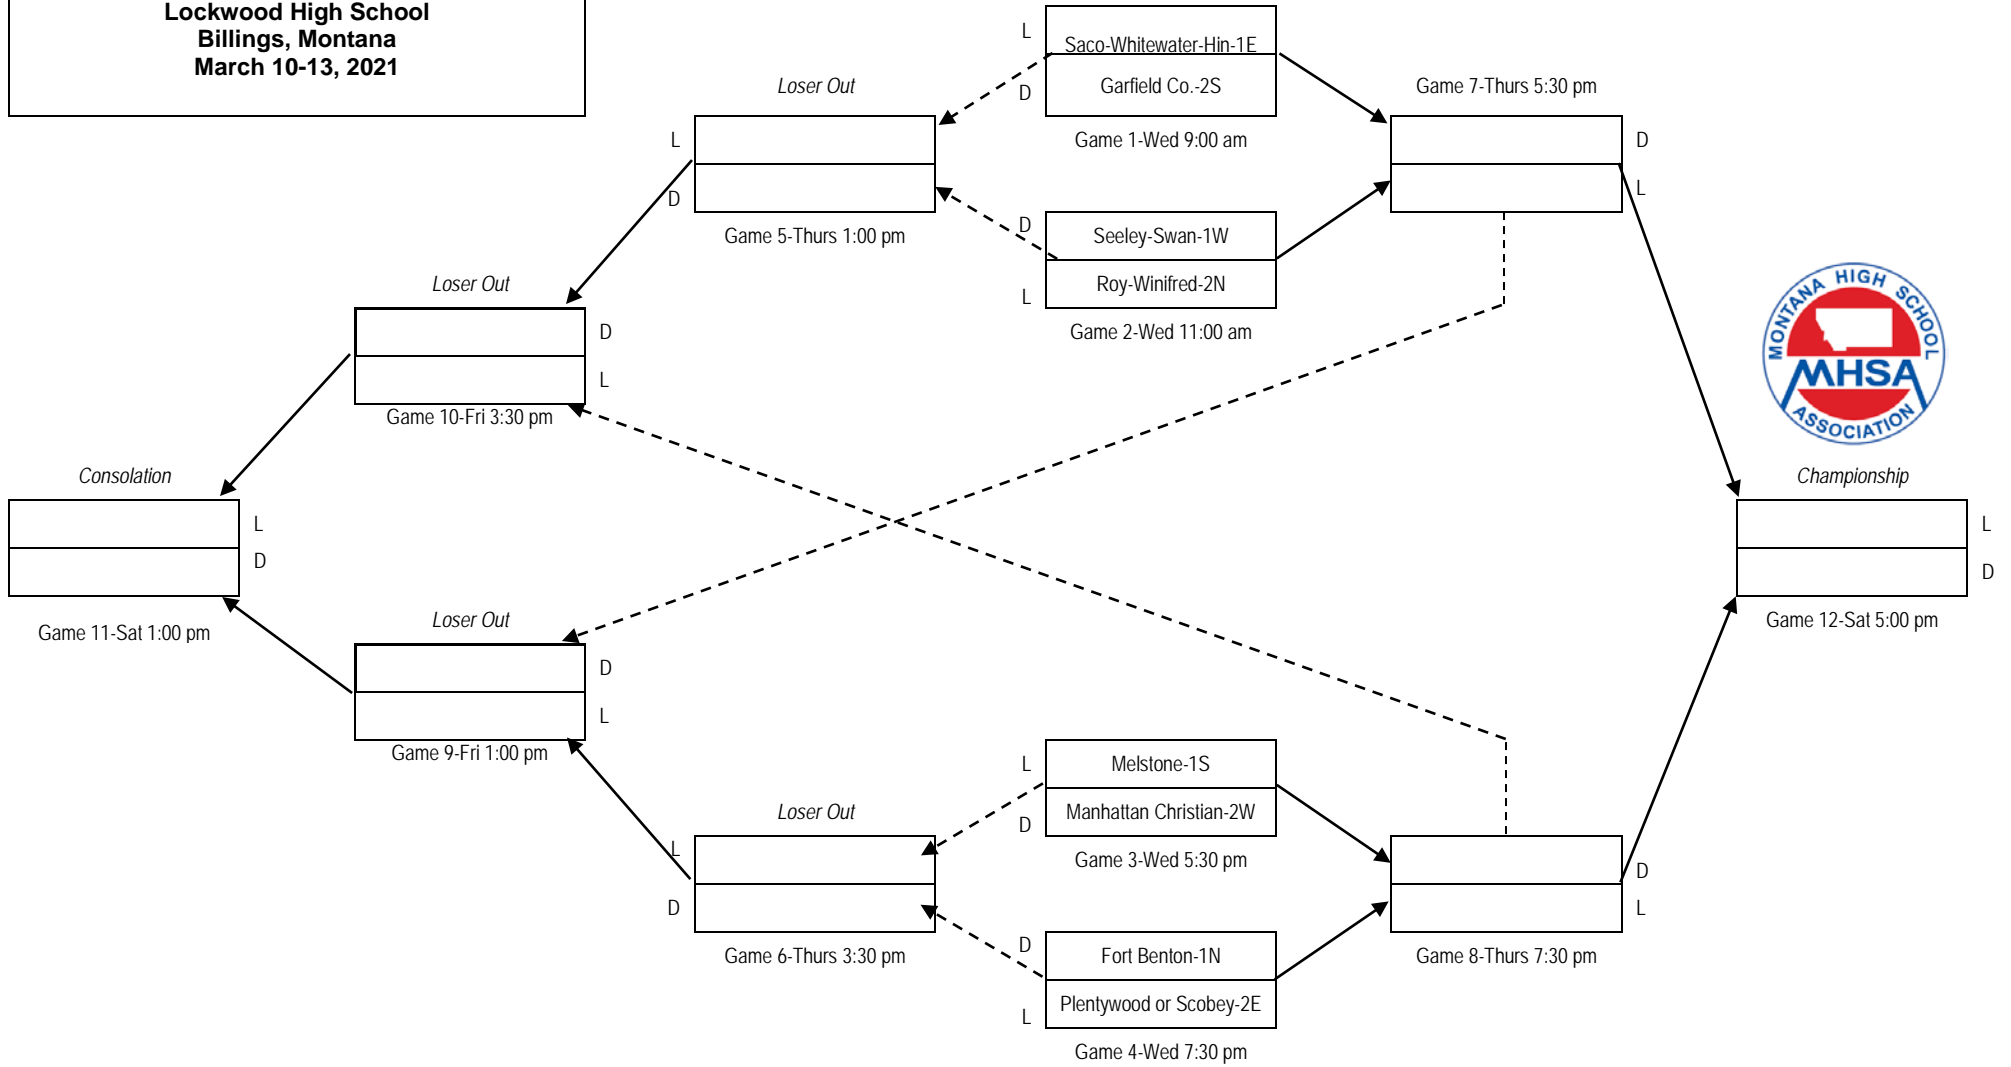 Lockwood High School
Billings, Montana
March 10-13, 2021
L
Saco-Whitewater-Hin-1E
D
Garfield Co.-2S
Game 1-Wed 9:00 am
Loser Out
L
D
Game 5-Thurs 1:00 pm
Game 7-Thurs 5:30 pm
D
L
D
Seeley-Swan-1W
L
Roy-Winifred-2N
Game 2-Wed 11:00 am
Loser Out
D
L
Game 10-Fri 3:30 pm
MONTANA HIGH SCHOOL
MHSA
ASSOCIATION
Consolation
L
D
Game 11-Sat 1:00 pm
Championship
L
D
Game 12-Sat 5:00 pm
Loser Out
D
L
Game 9-Fri 1:00 pm
L
Melstone-1S
D
Manhattan Christian-2W
Game 3-Wed 5:30 pm
Loser Out
L
D
Game 6-Thurs 3:30 pm
D
L
Game 8-Thurs 7:30 pm
D
Fort Benton-1N
L
Plentywood or Scobey-2E
Game 4-Wed 7:30 pm